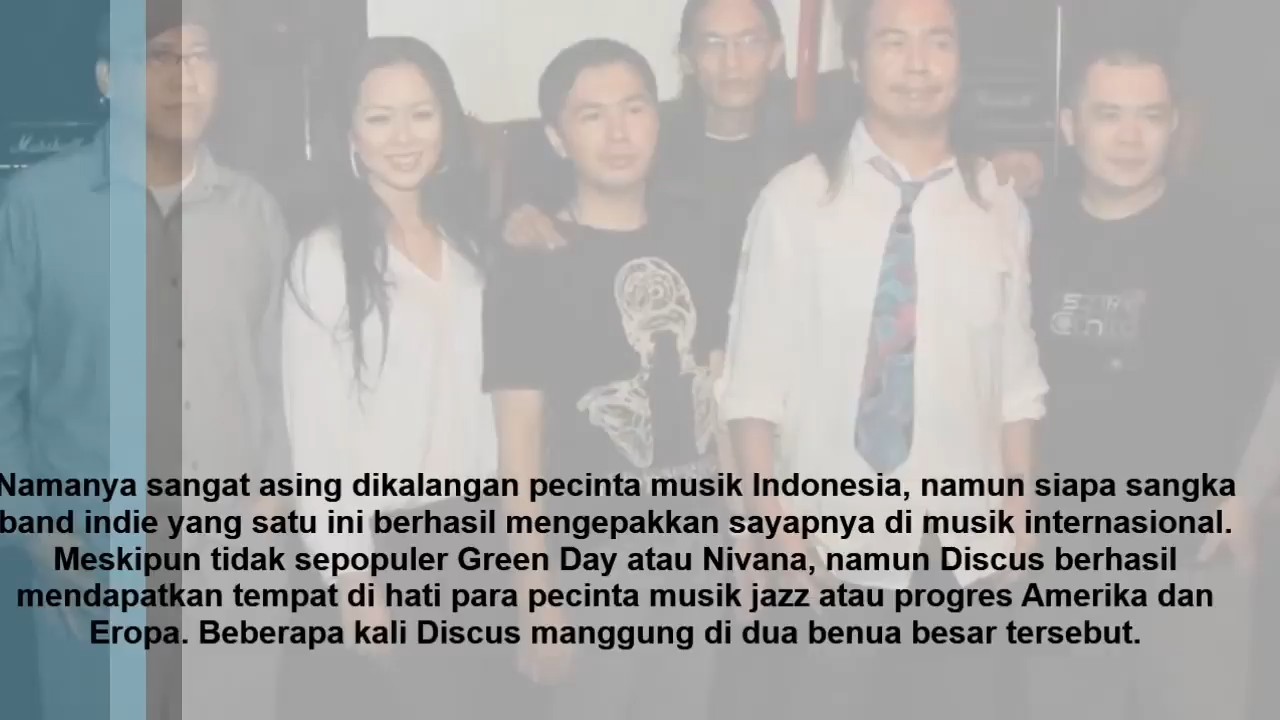 Namanya sangat asing dikalangan pecinta musik Indonesia, namun siapa sangka
band indie yang satu ini berhasil mengepakkan sayapnya di musik internasional.
Meskipun tidak sepopuler Green Day atau Nivana, namun Discus berhasil
mendapatkan tempat di hati para pecinta musik jazz atau progres Amerika dan
Eropa. Beberapa kali Discus manggung di dua benua besar tersebut.